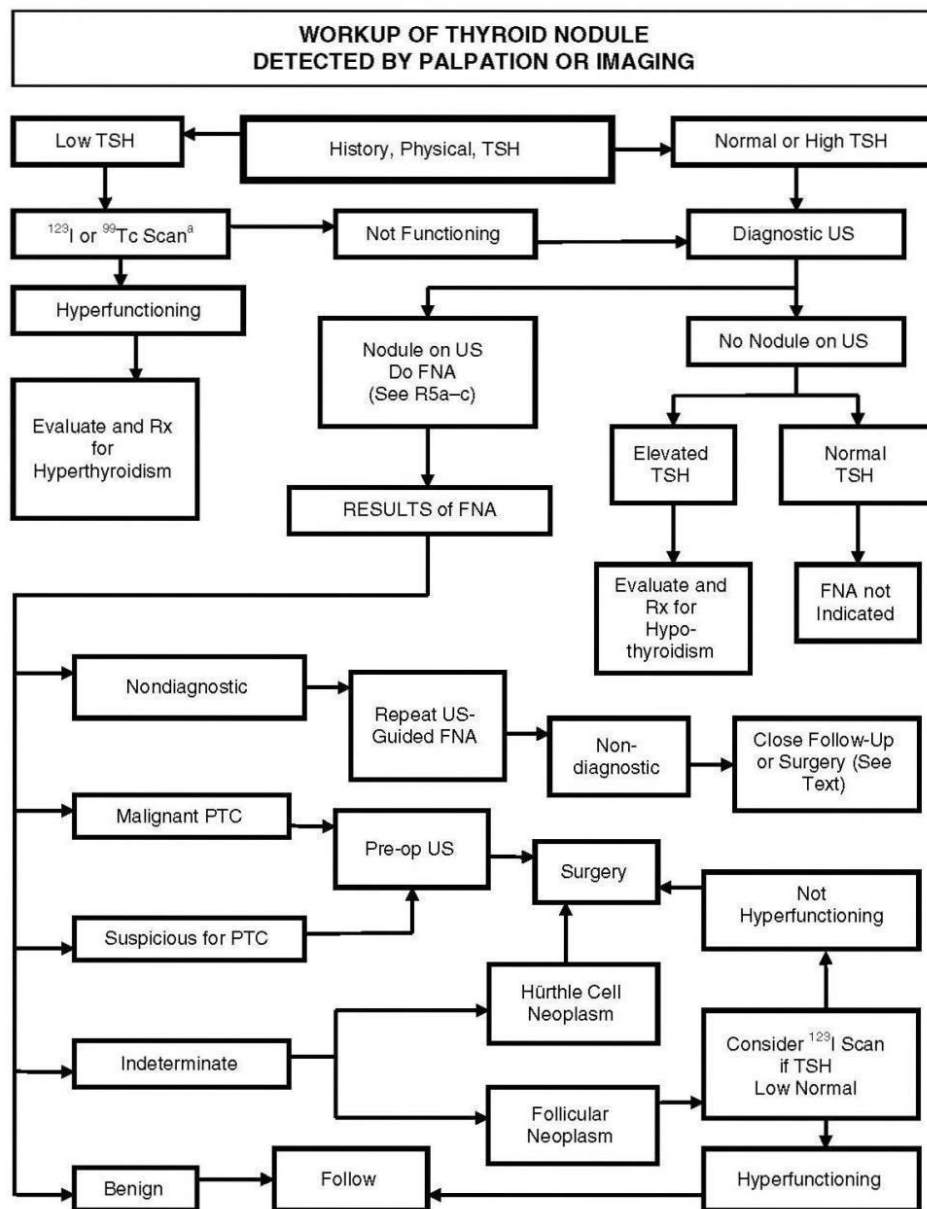 WORKUP OF THYROID NODULE
DETECTED BY PALPATION OR IMAGING
Low TSH
History, Physical, TSH
Normal or High TSH
¹²³I or ⁹⁹Tc Scanᵃ
Not Functioning
Diagnostic US
Hyperfunctioning
Nodule on US
Do FNA
(See R5a–c)
No Nodule on US
Evaluate and Rx
for
Hyperthyroidism
Elevated
TSH
Normal
TSH
RESULTS of FNA
Evaluate and
Rx for
Hypo-
thyroidism
FNA not
Indicated
Nondiagnostic
Repeat US-
Guided FNA
Non-
diagnostic
Close Follow-Up
or Surgery (See
Text)
Malignant PTC
Pre-op US
Surgery
Not
Hyperfunctioning
Suspicious for PTC
Hürthle Cell
Neoplasm
Indeterminate
Consider ¹²³I Scan
if TSH
Low Normal
Follicular
Neoplasm
Benign
Follow
Hyperfunctioning